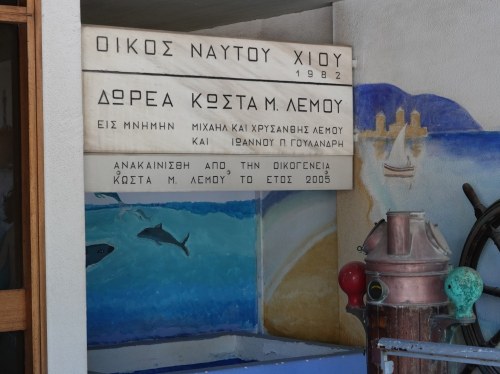 ΟΙΚΟΣ ΝΑΥΤΟΥ ΧΙΟΥ
1982
ΔΩΡΕΑ ΚΩΣΤΑ Μ. ΛΕΜΟΥ
ΕΙΣ ΜΝΗΜΗΝ ΜΙΧΑΗΛ ΚΑΙ ΧΡΥΣΑΝΘΗΣ ΛΕΜΟΥ
ΚΑΙ ΙΩΑΝΝΟΥ Π. ΓΟΥΛΑΝΔΡΗ
ΑΝΑΚΑΙΝΙΣΘΗ ΑΠΟ ΤΗΝ ΟΙΚΟΓΕΝΕΙΑ
ΚΩΣΤΑ Μ. ΛΕΜΟΥ ΤΟ ΕΤΟΣ 2005